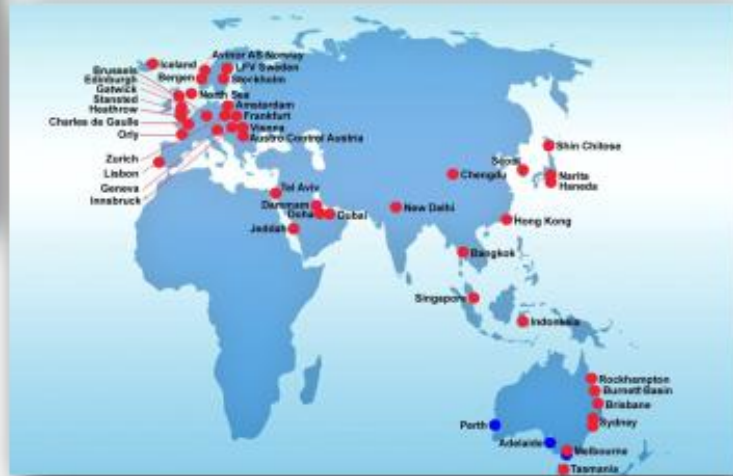 Avinor AS Norway
Iceland
LFV Sweden
Bergen
Stockholm
Brussels
Edinburgh
Gatwick
Stansted
Heathrow
Charles de Gaulle
Orly
North Sea
Amsterdam
Frankfurt
Vienna
Austro Control Austria
Zurich
Lisbon
Geneva
Innsbruck
Tel Aviv
Dammam
Doha
Dubai
Jeddah
New Delhi
Chengdu
Seoul
Shin Chitose
Narita
Haneda
Hong Kong
Bangkok
Singapore
Indonesia
Rockhampton
Burnett Basin
Brisbane
Sydney
Perth
Adelaide
Melbourne
Tasmania